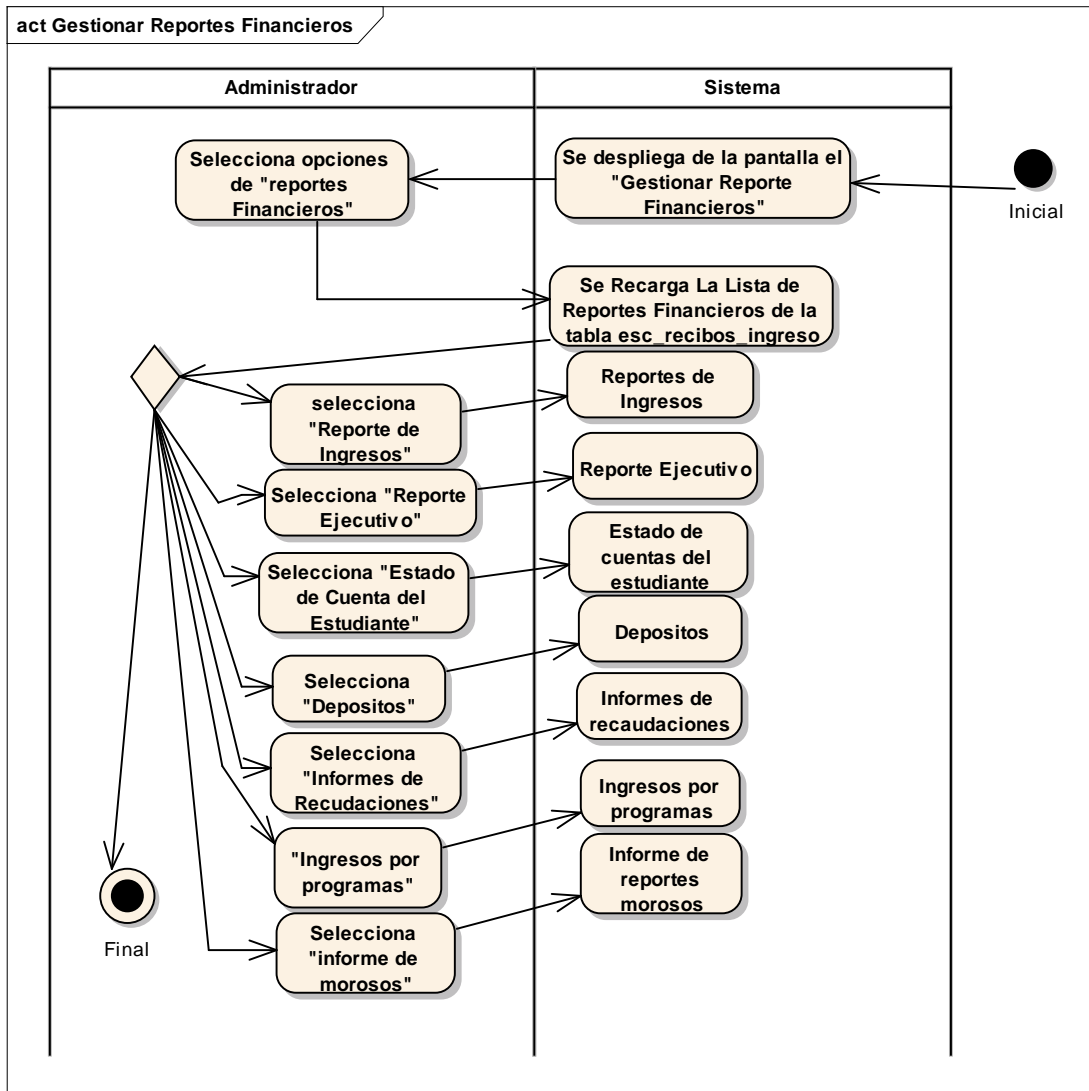 act Gestionar Reportes Financieros
Administrador
Sistema
Selecciona opciones
de "reportes
Financieros"
Se despliega de la pantalla el
"Gestionar Reporte
Financieros"
Inicial
Se Recarga La Lista de
Reportes Financieros de la
tabla esc_recibos_ingreso
selecciona
"Reporte de
Ingresos"
Reportes de
Ingresos
Selecciona "Reporte
Ejecutivo"
Reporte Ejecutivo
Selecciona "Estado
de Cuenta del
Estudiante"
Estado de
cuentas del
estudiante
Selecciona
"Depositos"
Depositos
Selecciona
"Informes de
Recudaciones"
Informes de
recaudaciones
"Ingresos por
programas"
Ingresos por
programas
Selecciona
"informe de
morosos"
Informe de
reportes
morosos
Final